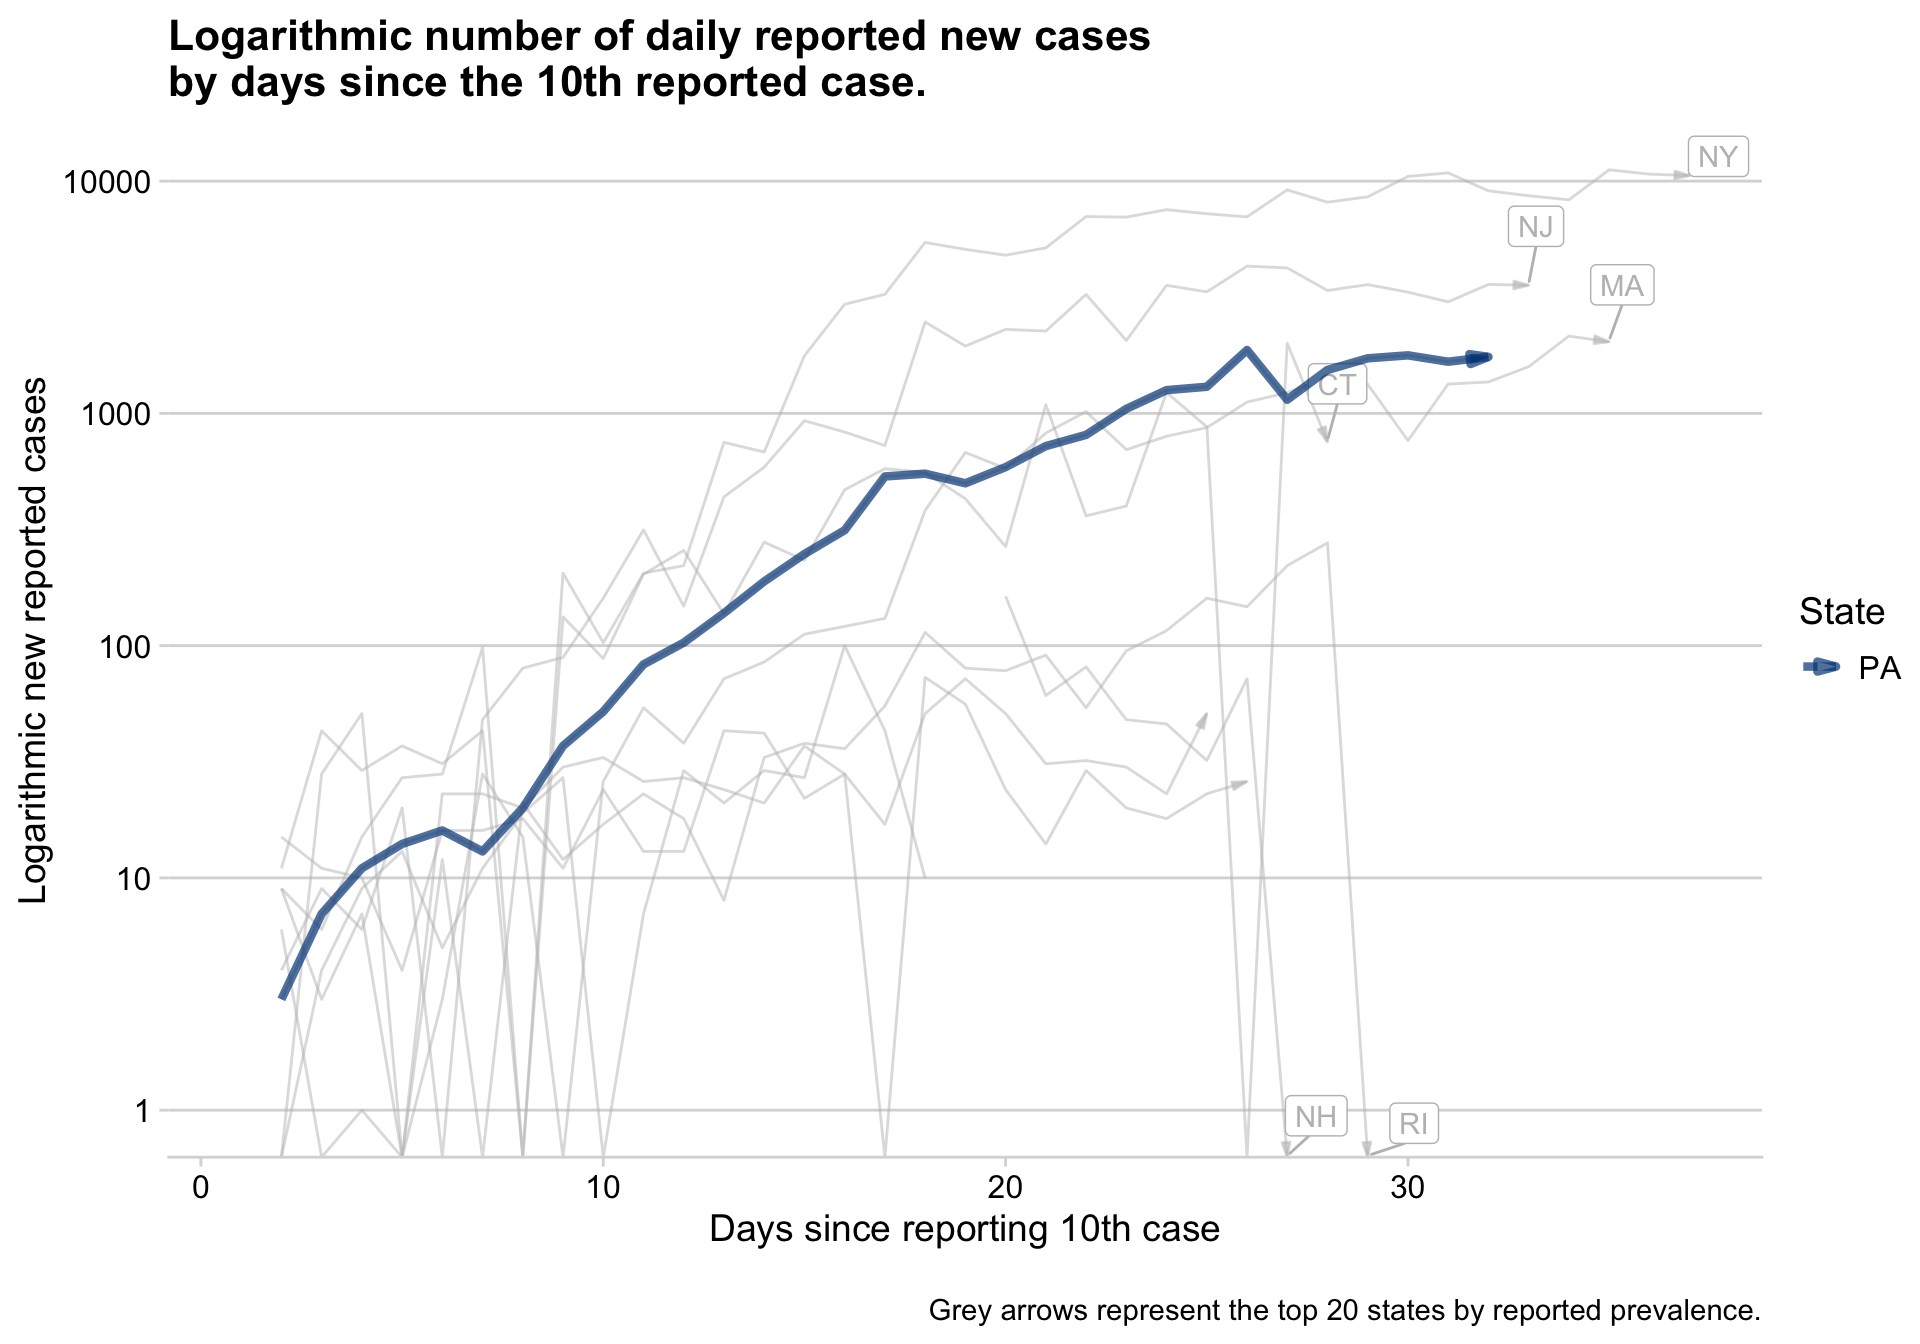 Logarithmic number of daily reported new cases
by days since the 10th reported case.
NY
10000
NJ
MA
CT
1000
Logarithmic new reported cases
State
100
PA
10
1
NH
RI
0
10
20
30
Days since reporting 10th case
Grey arrows represent the top 20 states by reported prevalence.